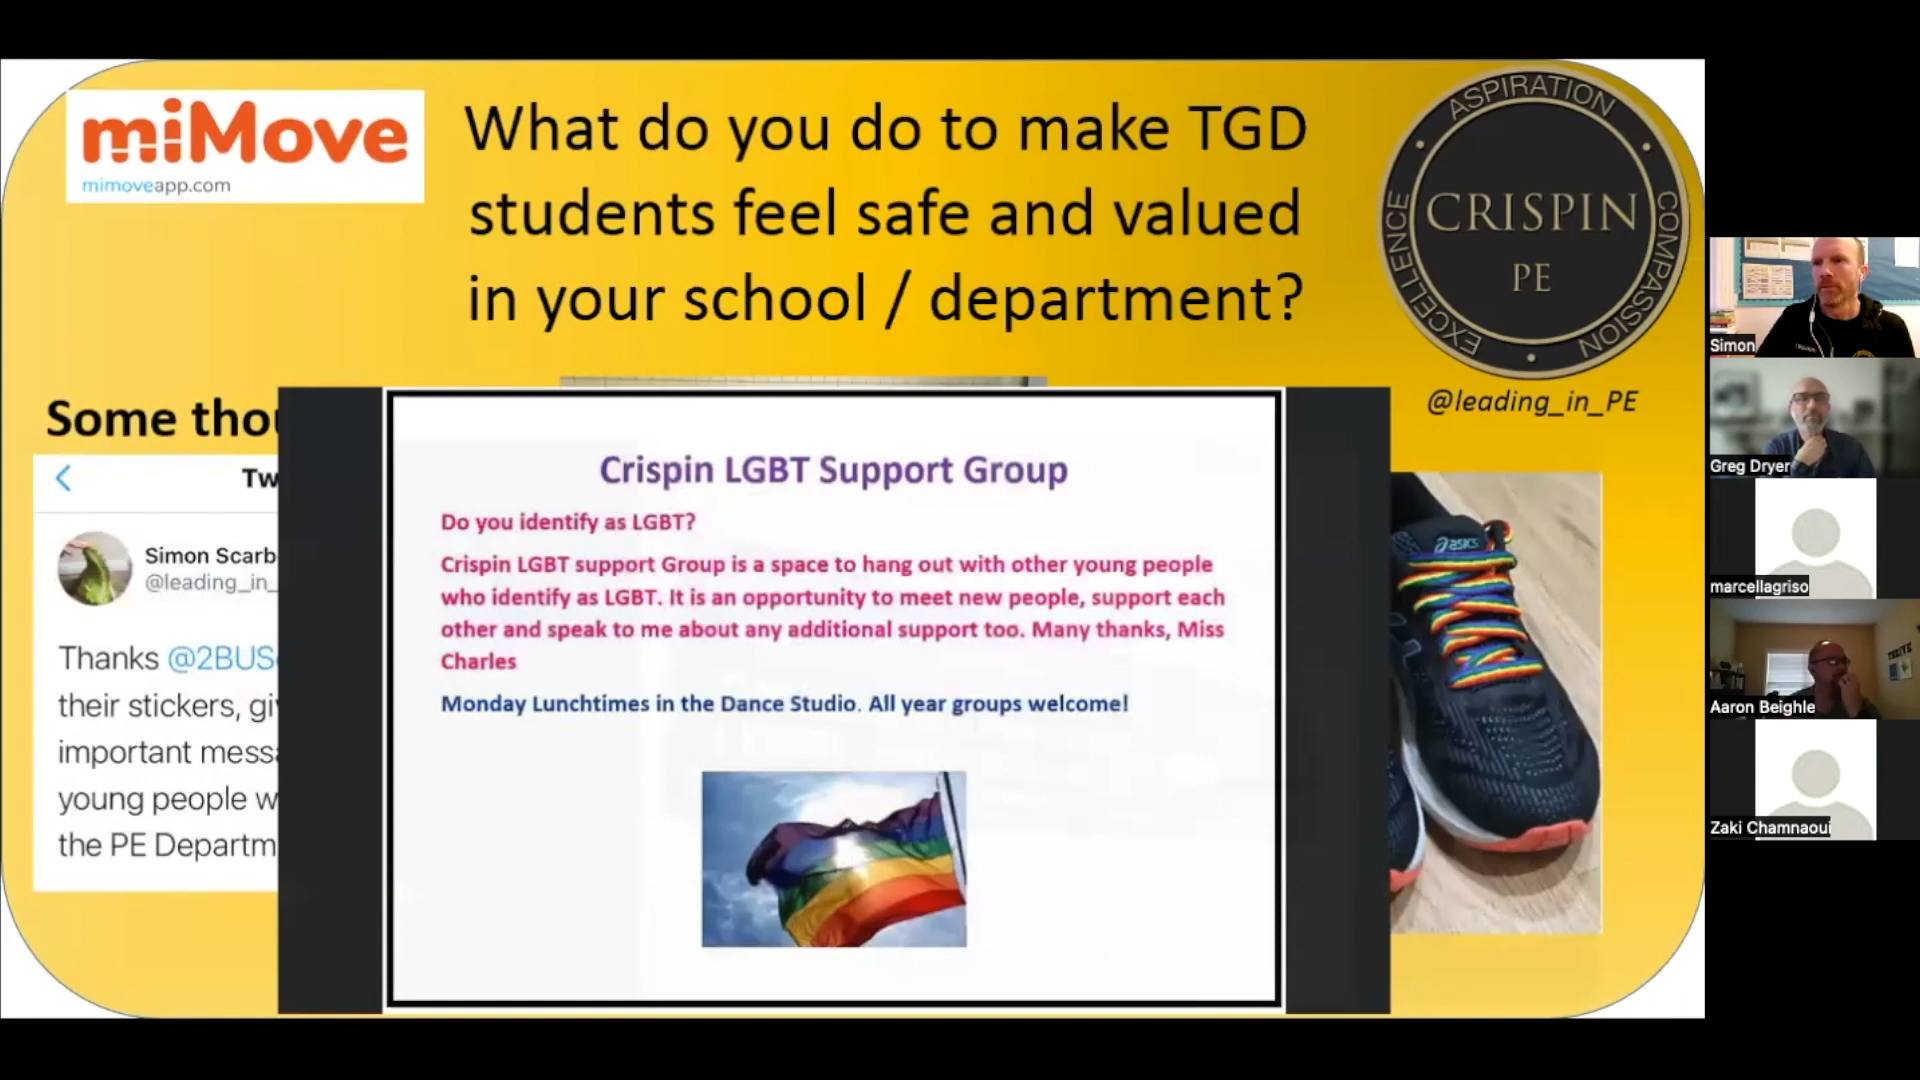 miMove
mimoveapp.com
What do you do to make TGD
students feel safe and valued
in your school / department?
ASPIRATION
COMPASSION
EXCELLENCE
CRISPIN
PE
@leading_in_PE
Some thou
Tw
Simon Scarb
@leading_in_
Thanks @2BUS
their stickers, gi
important messa
young people w
the PE Departm
Crispin LGBT Support Group
Do you identify as LGBT?
Crispin LGBT support Group is a space to hang out with other young people
who identify as LGBT. It is an opportunity to meet new people, support each
other and speak to me about any additional support too. Many thanks, Miss
Charles
Monday Lunchtimes in the Dance Studio. All year groups welcome!
asics
Simon
Greg Dryer
marcellagriso
THRIVE
Aaron Beighle
Zaki Chamnaoui